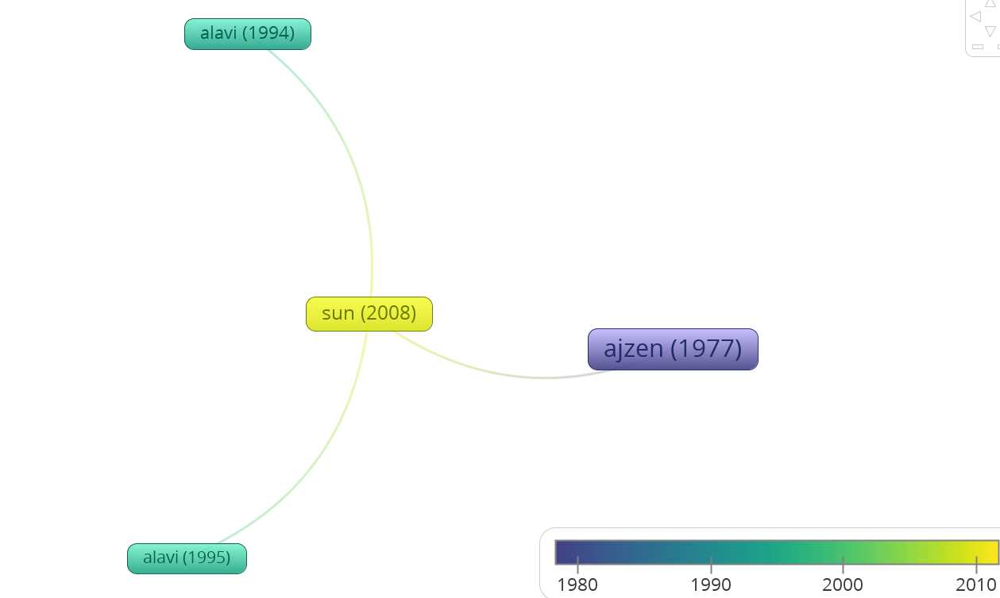 alavi (1994)
sun (2008)
ajzen (1977)
alavi (1995)
1980
1990
2000
2010